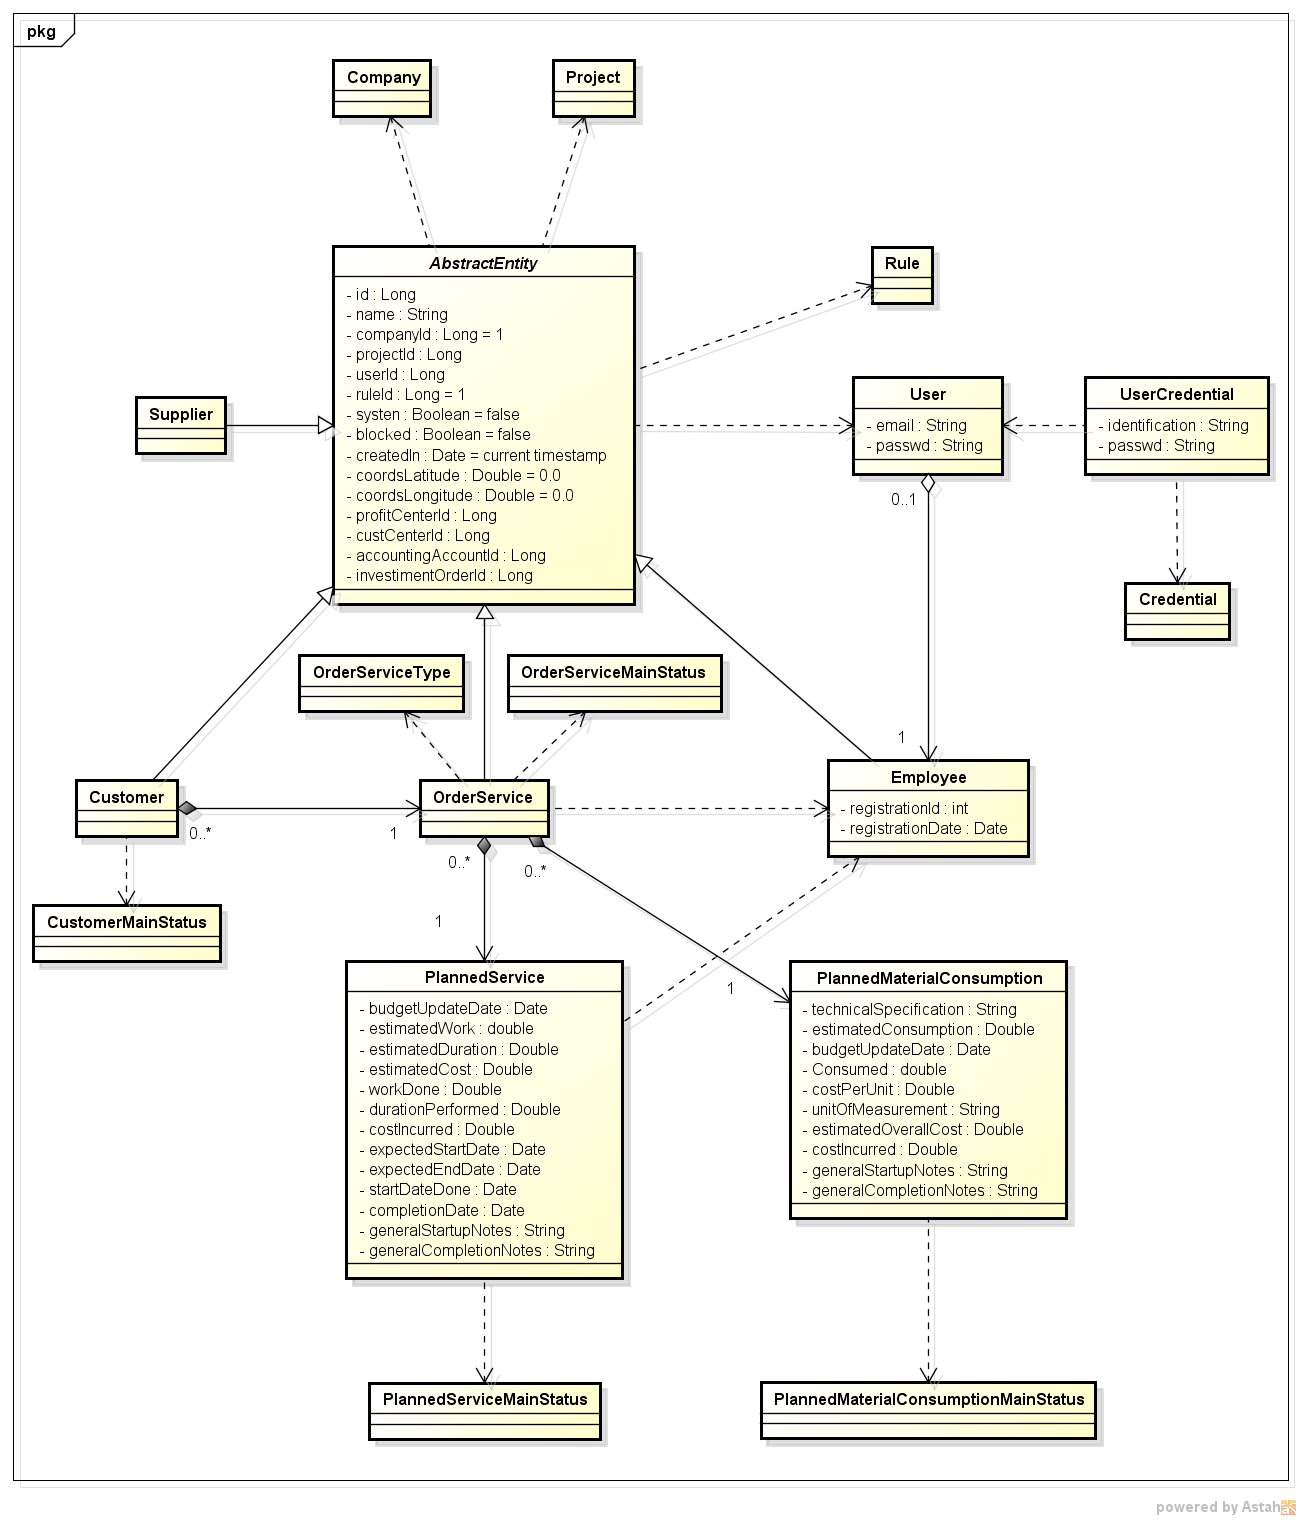 pkg
Company
Project
AbstractEntity
- id : Long
- name : String
- companyId : Long = 1
- projectId : Long
- userId : Long
- ruleId : Long = 1
- systen : Boolean = false
- blocked : Boolean = false
- createdIn : Date = current timestamp
- coordsLatitude : Double = 0.0
- coordsLongitude : Double = 0.0
- profitCenterId : Long
- custCenterId : Long
- accountingAccountId : Long
- investimentOrderId : Long
Rule
Supplier
User
- email : String
- passwd : String
UserCredential
- identification : String
- passwd : String
0..1
Credential
OrderServiceType
OrderServiceMainStatus
1
Customer
0..*
1
OrderService
0..*
0..*
Employee
- registrationId : int
- registrationDate : Date
CustomerMainStatus
1
1
PlannedService
- budgetUpdateDate : Date
- estimatedWork : double
- estimatedDuration : Double
- estimatedCost : Double
- workDone : Double
- durationPerformed : Double
- costIncurred : Double
- expectedStartDate : Date
- expectedEndDate : Date
- startDateDone : Date
- completionDate : Date
- generalStartupNotes : String
- generalCompletionNotes : String
PlannedMaterialConsumption
- technicalSpecification : String
- estimatedConsumption : Double
- budgetUpdateDate : Date
- Consumed : double
- costPerUnit : Double
- unitOfMeasurement : String
- estimatedOverallCost : Double
- costIncurred : Double
- generalStartupNotes : String
- generalCompletionNotes : String
PlannedServiceMainStatus
PlannedMaterialConsumptionMainStatus
powered by Astah